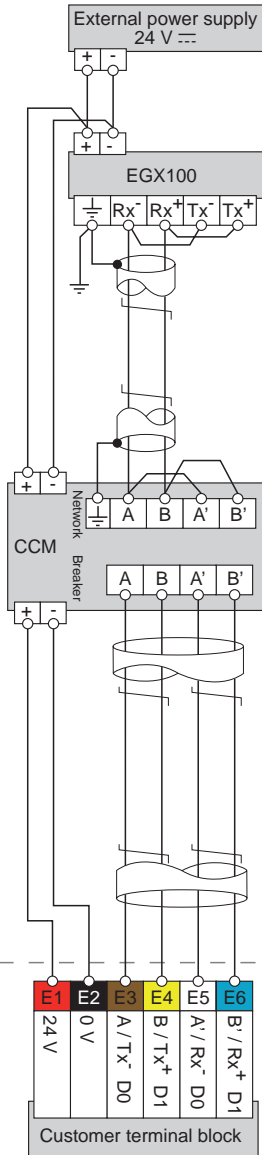 External power supply
24 V ⎓
+ -
+ -
EGX100
⏚ Rx⁻ Rx⁺ Tx⁻ Tx⁺
+ -
Network
⏚ A B A' B'
CCM
Breaker
A B A' B'
+ -
E1 E2 E3 E4 E5 E6
24 V
0 V
A / Tx⁻ D0
B / Tx⁺ D1
A' / Rx⁻ D0
B' / Rx⁺ D1
Customer terminal block